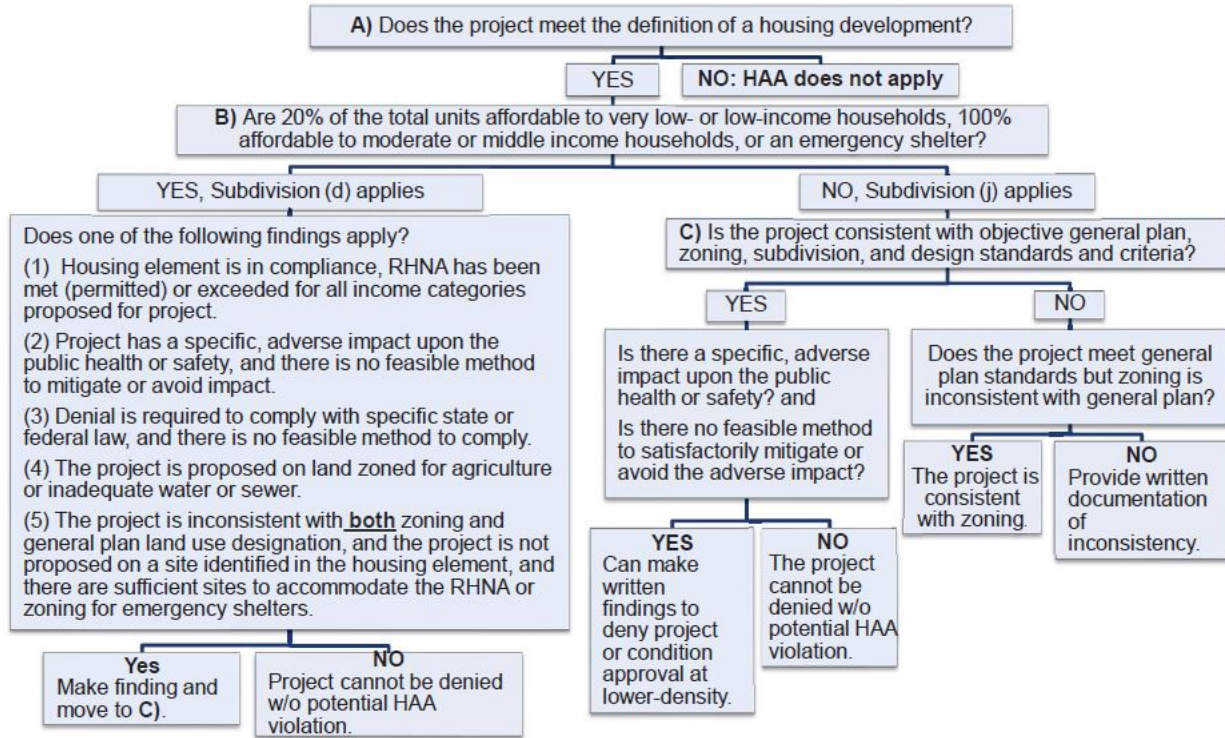 A) Does the project meet the definition of a housing development?
YES
NO: HAA does not apply
B) Are 20% of the total units affordable to very low- or low-income households, 100%
affordable to moderate or middle income households, or an emergency shelter?
YES, Subdivision (d) applies
Does one of the following findings apply?
(1) Housing element is in compliance, RHNA has been
met (permitted) or exceeded for all income categories
proposed for project.
(2) Project has a specific, adverse impact upon the
public health or safety, and there is no feasible method
to mitigate or avoid impact.
(3) Denial is required to comply with specific state or
federal law, and there is no feasible method to comply.
(4) The project is proposed on land zoned for agriculture
or inadequate water or sewer.
(5) The project is inconsistent with both zoning and
general plan land use designation, and the project is not
proposed on a site identified in the housing element, and
there are sufficient sites to accommodate the RHNA or
zoning for emergency shelters.
Yes
Make finding and
move to C).
NO
Project cannot be denied
w/o potential HAA
violation.
NO, Subdivision (j) applies
C) Is the project consistent with objective general plan,
zoning, subdivision, and design standards and criteria?
YES
Is there a specific, adverse
impact upon the public
health or safety? and
Is there no feasible method
to satisfactorily mitigate or
avoid the adverse impact?
YES
Can make
written
findings to
deny project
or condition
approval at
lower-density.
NO
The project
cannot be
denied w/o
potential HAA
violation.
NO
Does the project meet general
plan standards but zoning is
inconsistent with general plan?
YES
The project is
consistent
with zoning.
NO
Provide written
documentation
of
inconsistency.